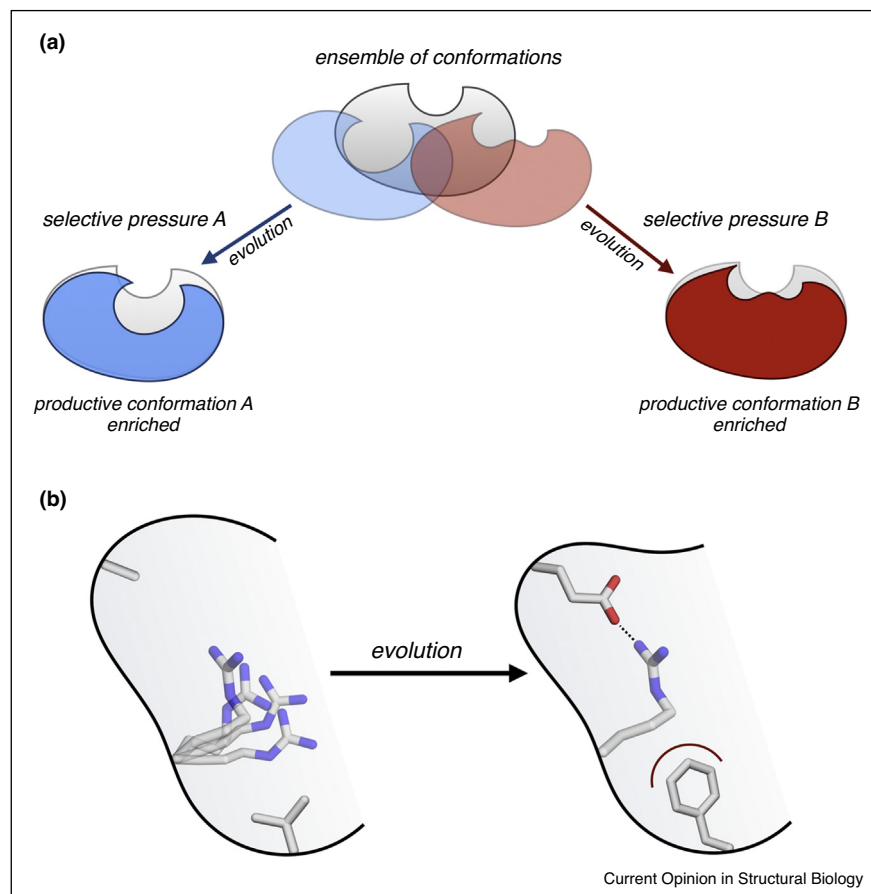 (a)
ensemble of conformations
selective pressure A
evolution
selective pressure B
evolution
productive conformation A
enriched
productive conformation B
enriched
(b)
evolution
Current Opinion in Structural Biology